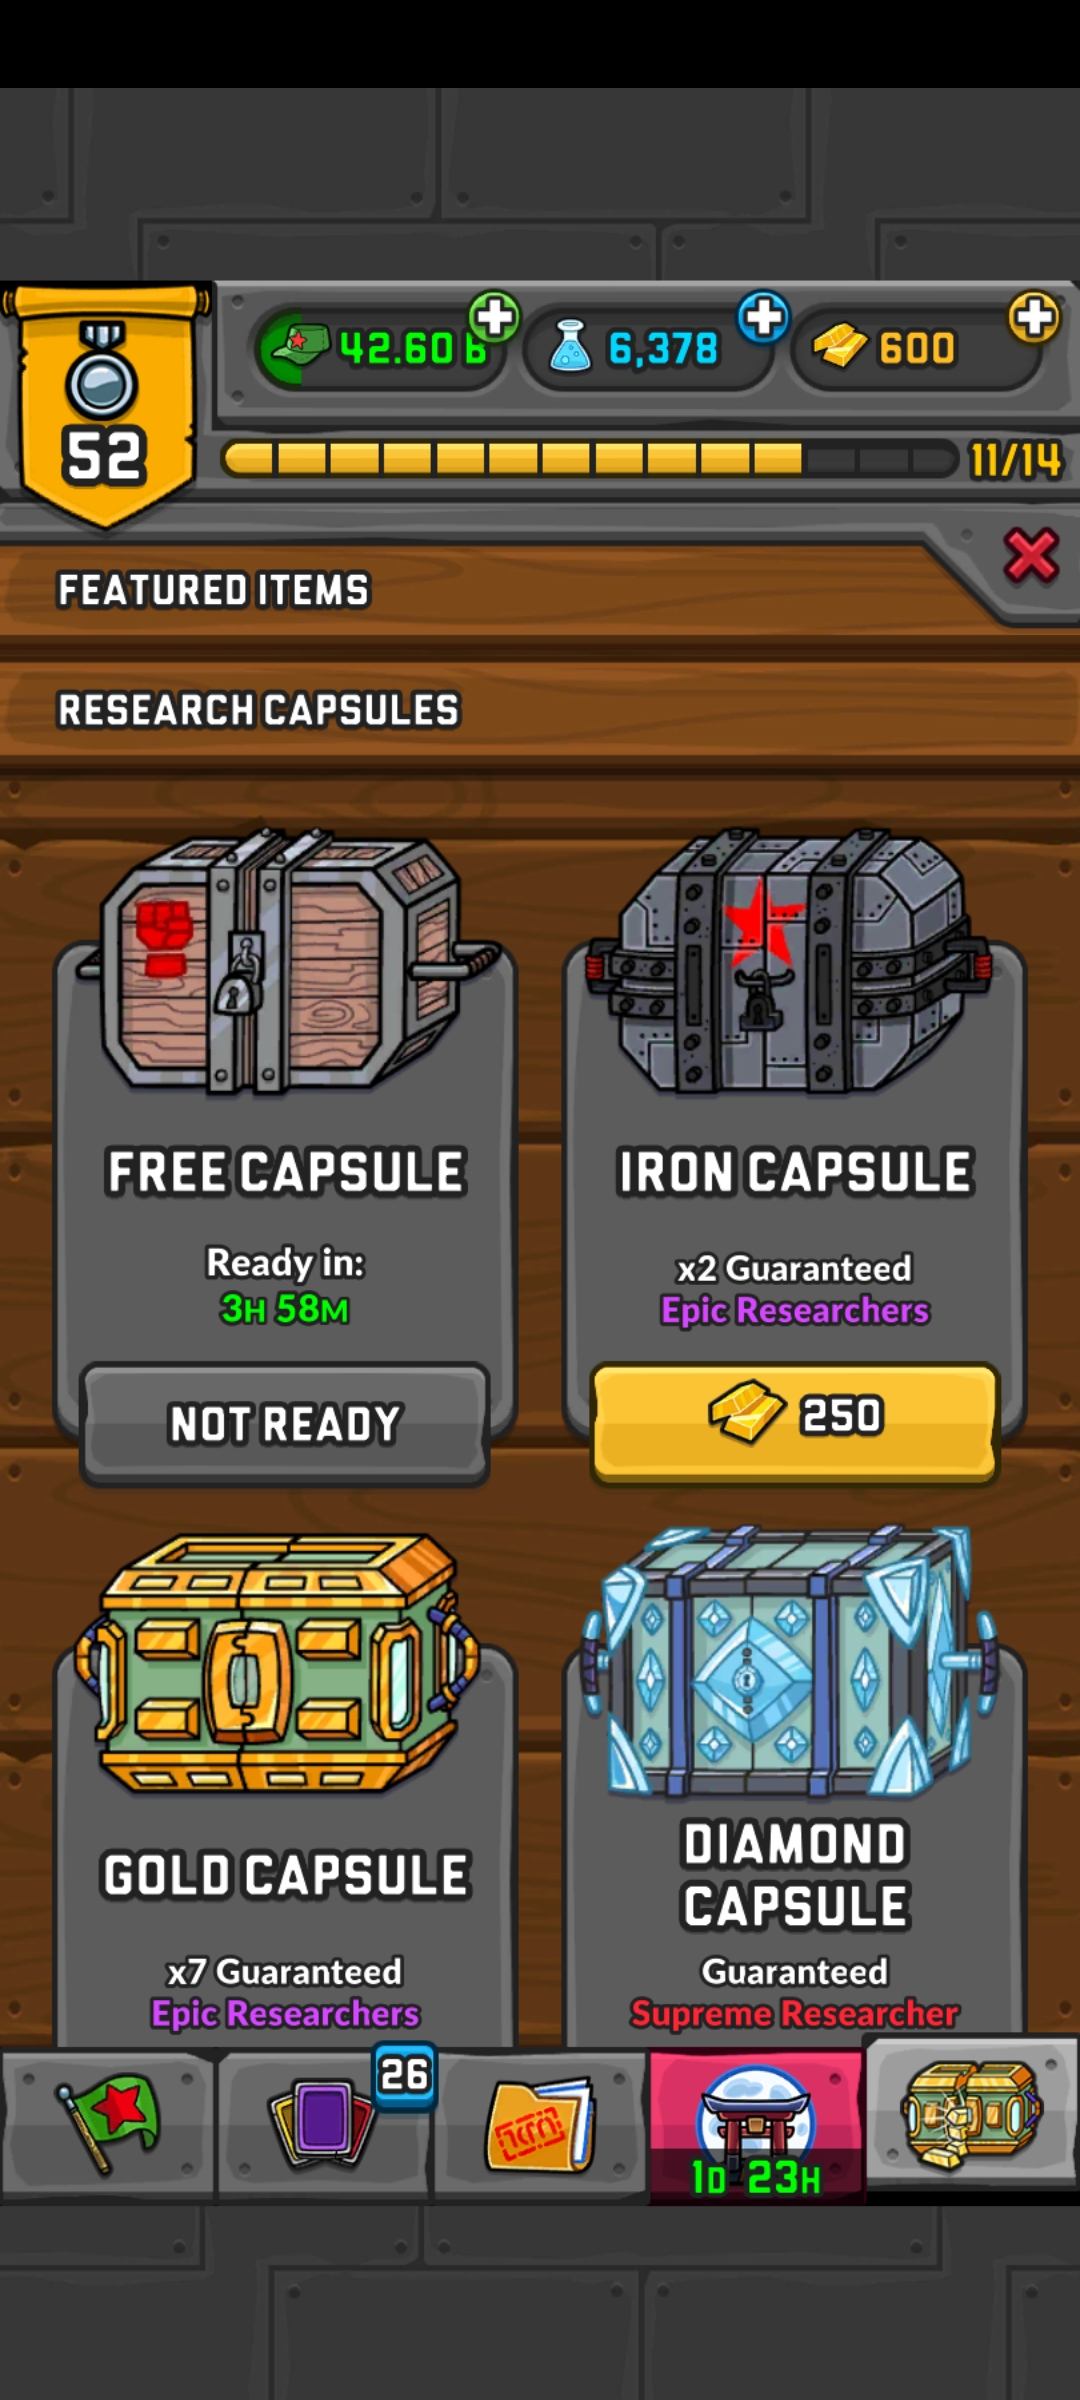 42.60 B
6,378
600
52
11/14
FEATURED ITEMS
RESEARCH CAPSULES
FREE CAPSULE
Ready in:
3H 58M
NOT READY
IRON CAPSULE
x2 Guaranteed
Epic Researchers
250
GOLD CAPSULE
x7 Guaranteed
Epic Researchers
DIAMOND
CAPSULE
Guaranteed
Supreme Researcher
26
1D 23H